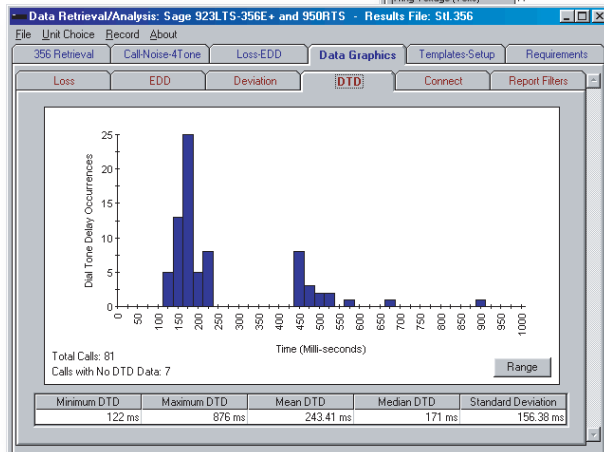 Data Retrieval/Analysis: Sage 923LTS-356E+ and 950RTS - Results File: Stl.356
File Unit Choice Record About
356 Retrieval Call-Noise-4Tone Loss-EDD Data Graphics Templates-Setup Requirements
Loss EDD Deviation DTD Connect Report Filters
Dial Tone Delay Occurrences
25
20
15
10
5
0
0 50 100 150 200 250 300 350 400 450 500 550 600 650 700 750 800 850 900 950 1000
Time (Milli-seconds)
Total Calls: 81
Calls with No DTD Data: 7
Range
Minimum DTD Maximum DTD Mean DTD Median DTD Standard Deviation
122 ms 876 ms 243.41 ms 171 ms 156.38 ms